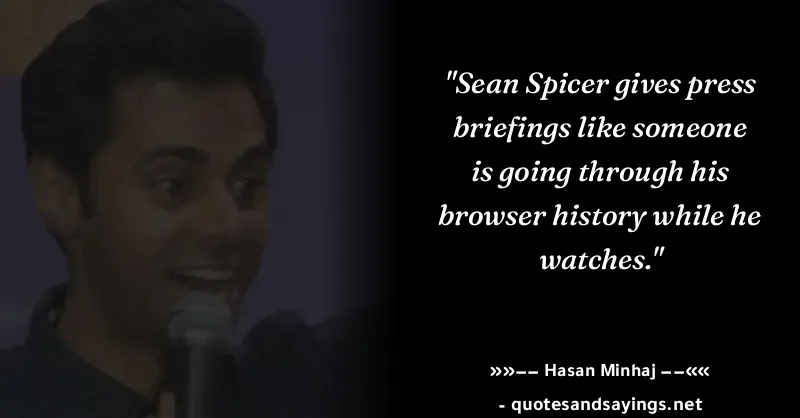 "Sean Spicer gives press
briefings like someone
is going through his
browser history while he
watches."
»»−− Hasan Minhaj −−««
- quotesandsayings.net